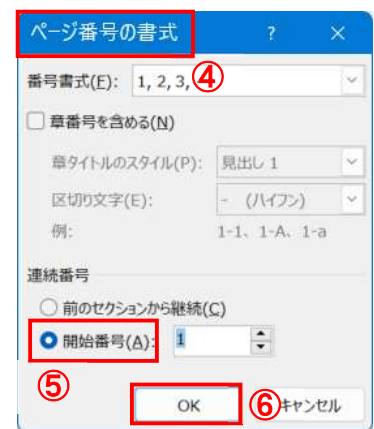 ページ番号の書式 ? ×
番号書式(F): 1, 2, 3, ④
章番号を含める(N)
章タイトルのスタイル(P): 見出し 1
区切り文字(E): - (ハイフン)
例: 1-1、1-A、1-a
連続番号
前のセクションから継続(C)
開始番号(A): 1
⑤
OK ⑥ キャンセル